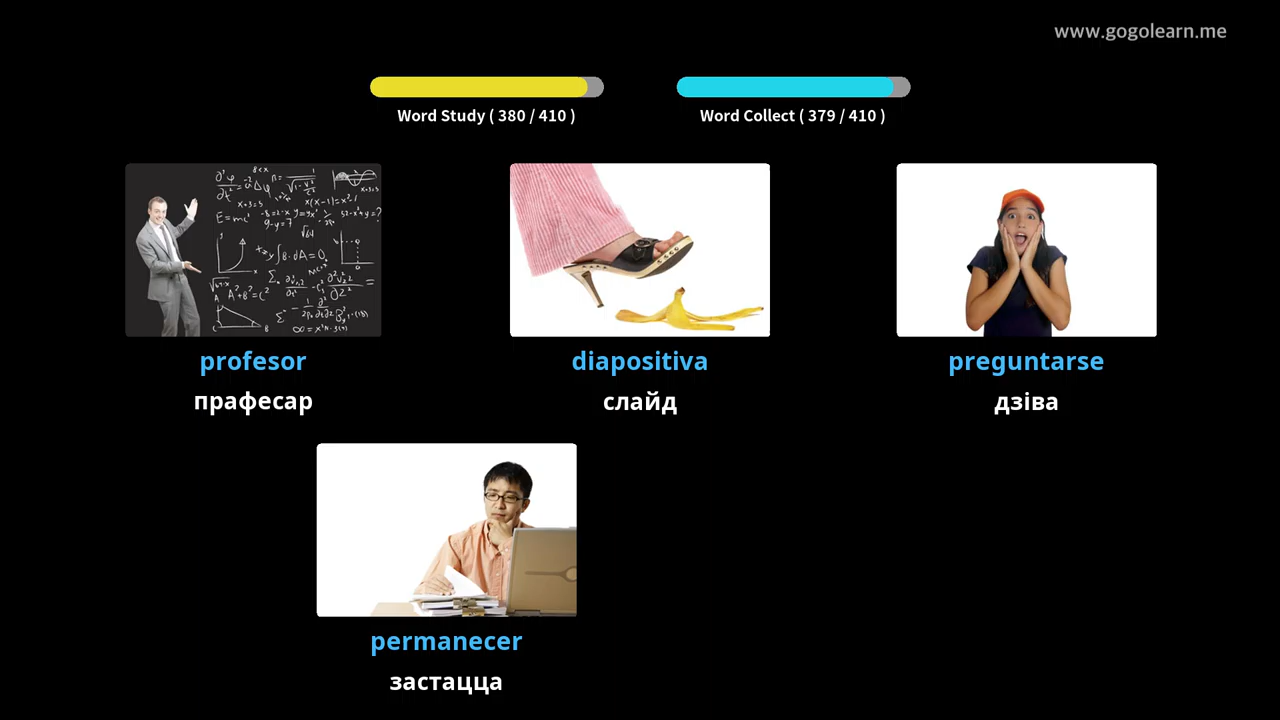 www.gogolearn.me
Word Study ( 380 / 410 )
Word Collect ( 379 / 410 )
profesor
прафесар
diapositiva
слайд
preguntarse
дзіва
permanecer
застацца